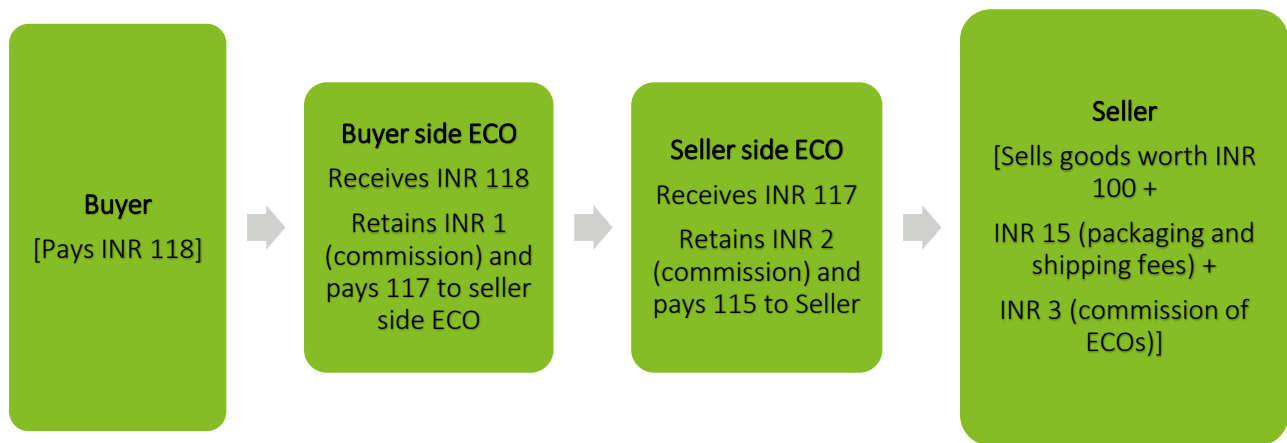 Buyer
[Pays INR 118]
Buyer side ECO
Receives INR 118
Retains INR 1
(commission) and
pays 117 to seller
side ECO
Seller side ECO
Receives INR 117
Retains INR 2
(commission) and
pays 115 to Seller
Seller
[Sells goods worth INR
100 +
INR 15 (packaging and
shipping fees) +
INR 3 (commission of
ECOs)]